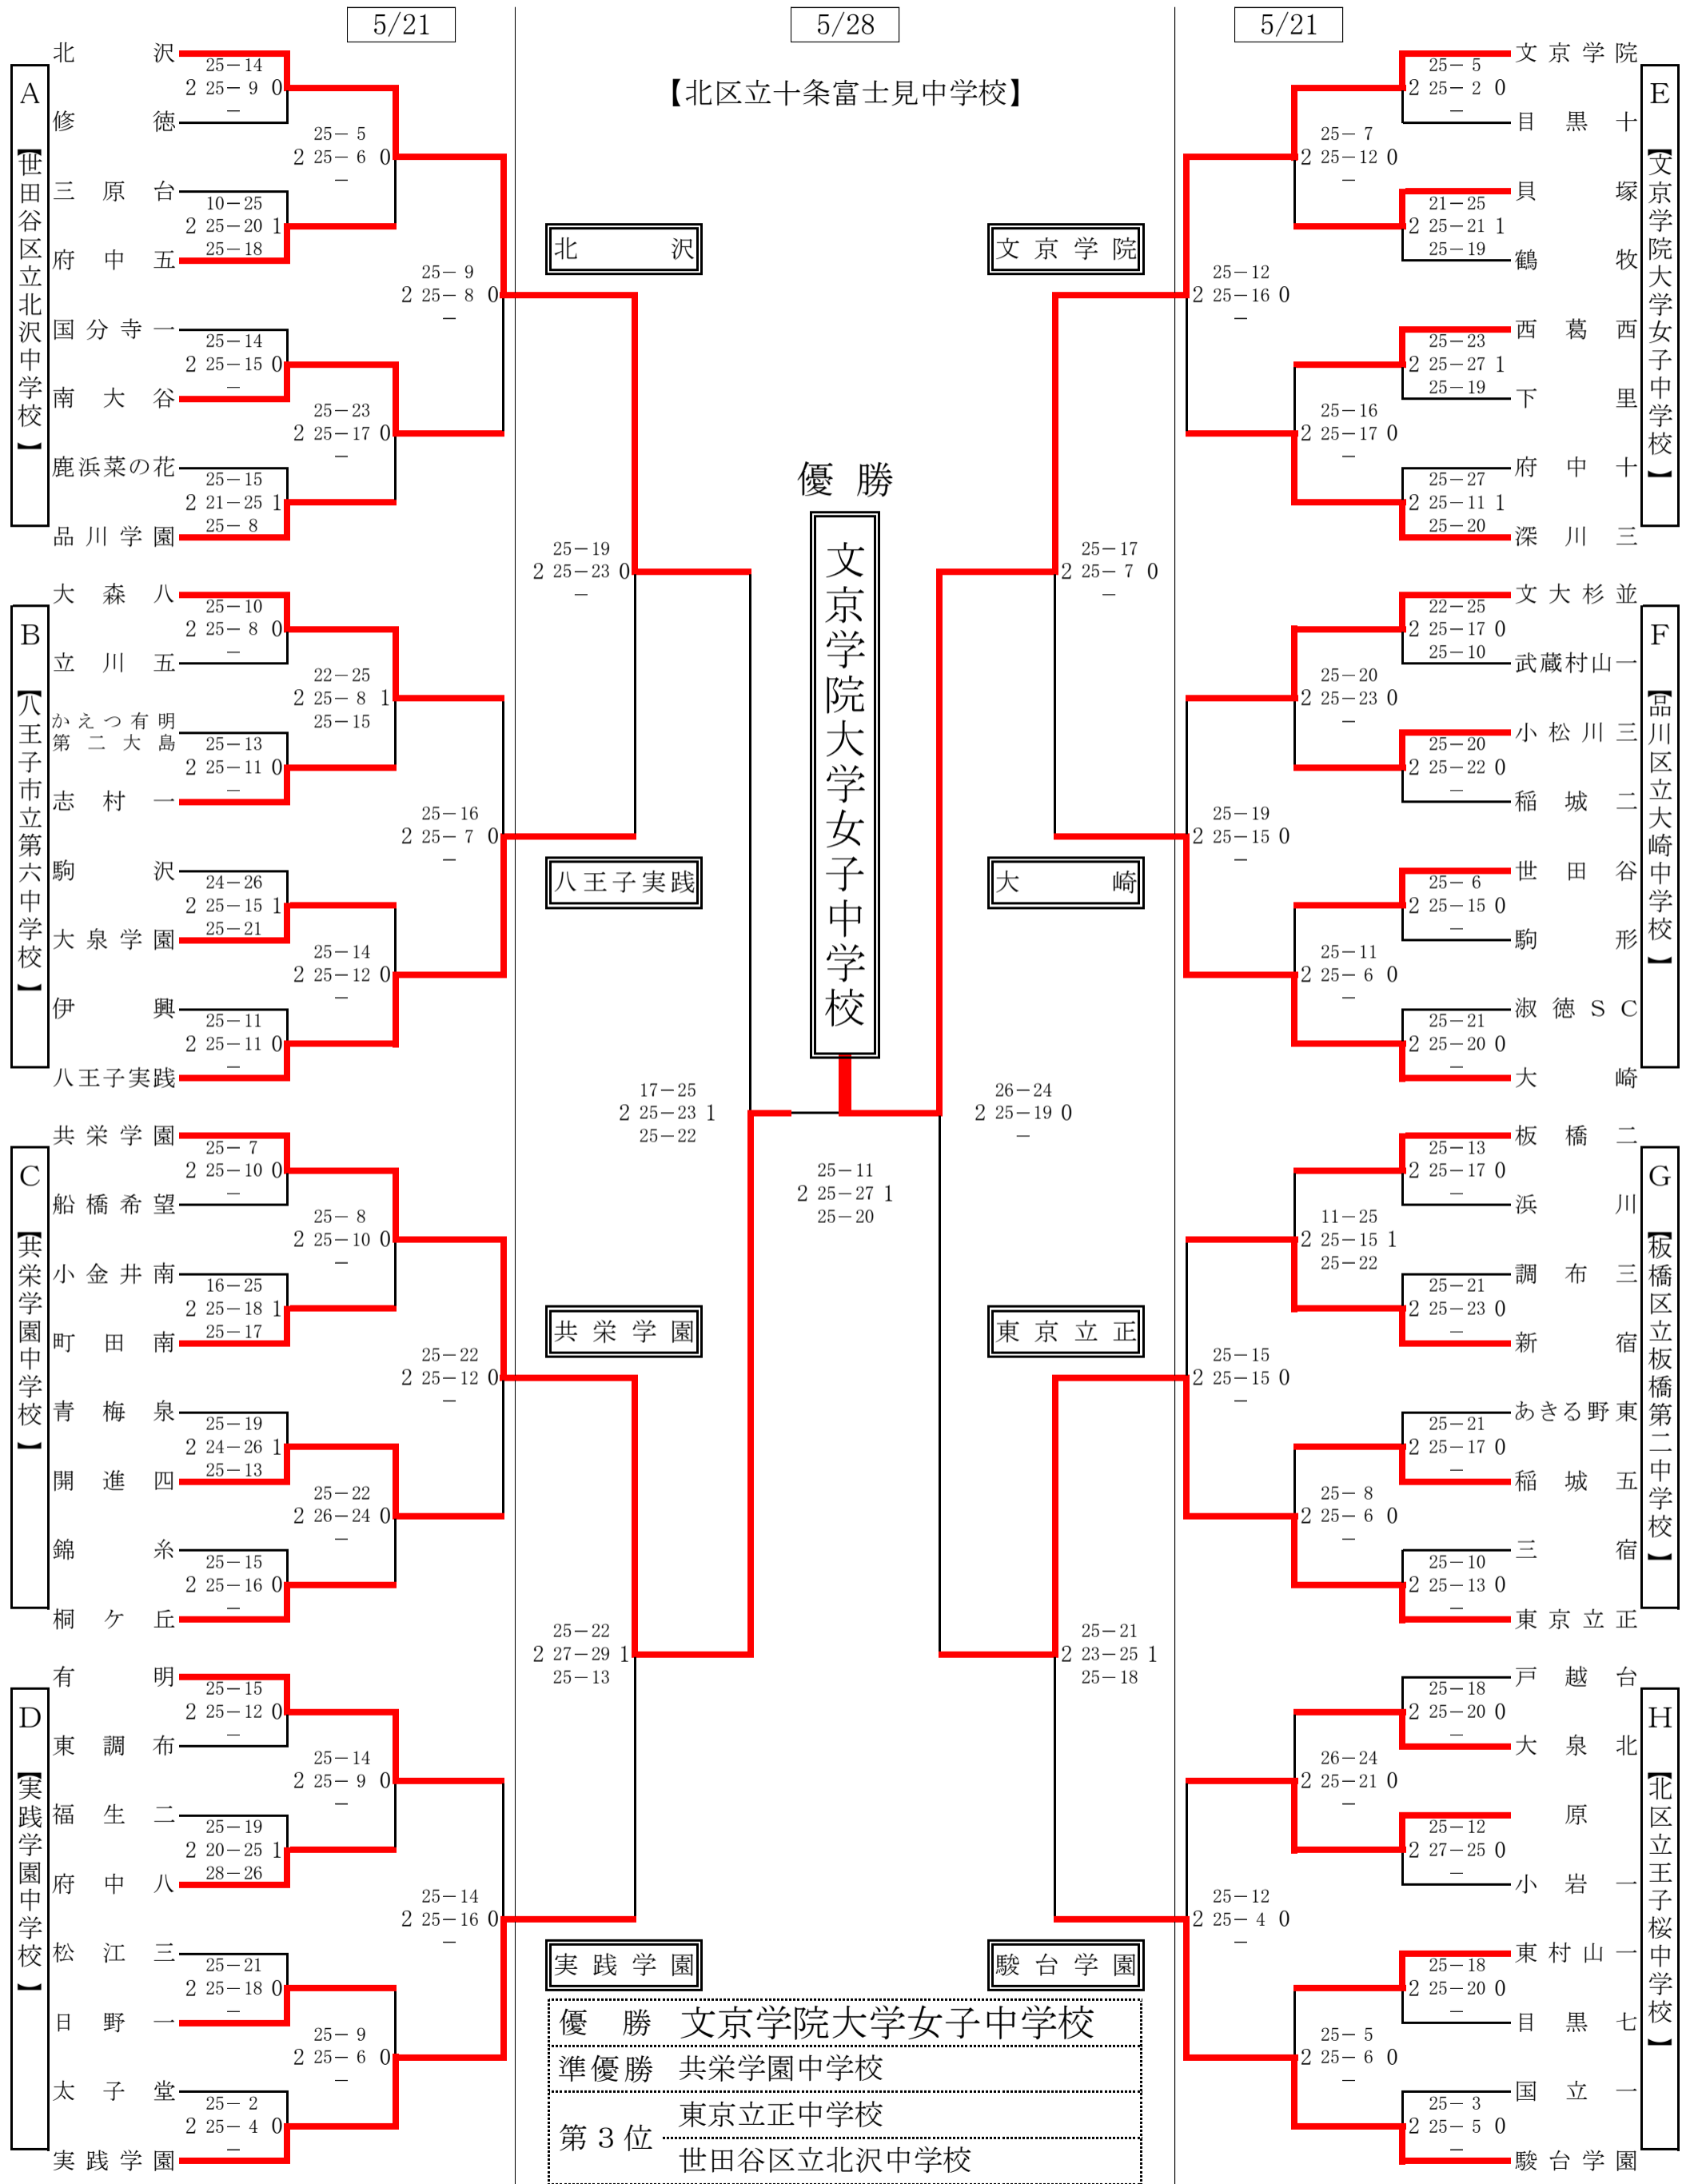 5/21
5/28
5/21
【北区立十条富士見中学校】
A 【世田谷区立北沢中学校】
北沢
25-14
2 25-9 0
-
修徳
25-5
2 25-6 0
-
三原台
10-25
2 25-20 1
25-18
府中五
25-9
2 25-8 0
-
国分寺一
25-14
2 25-15 0
-
南大谷
25-23
2 25-17 0
-
鹿浜菜の花
25-15
2 21-25 1
25-8
品川学園
B 【八王子市立第六中学校】
大森八
25-10
2 25-8 0
-
立川五
22-25
2 25-8 1
25-15
かえつ有明
第二大島
25-13
2 25-11 0
-
志村一
25-16
2 25-7 0
-
駒沢
24-26
2 25-15 1
25-21
大泉学園
25-14
2 25-12 0
-
伊興
25-11
2 25-11 0
-
八王子実践
C 【共栄学園中学校】
共栄学園
25-7
2 25-10 0
-
船橋希望
25-8
2 25-10 0
-
小金井南
16-25
2 25-18 1
25-17
町田南
25-22
2 25-12 0
-
青梅泉
25-19
2 24-26 1
25-13
開進四
25-22
2 26-24 0
-
錦糸
25-15
2 25-16 0
-
桐ケ丘
D 【実践学園中学校】
有明
25-15
2 25-12 0
-
東調布
25-14
2 25-9 0
-
福生二
25-19
2 20-25 1
28-26
府中八
25-14
2 25-16 0
-
松江三
25-21
2 25-18 0
-
日野一
25-9
2 25-6 0
-
太子堂
25-2
2 25-4 0
-
実践学園
北沢
25-19
2 25-23 0
-
八王子実践
17-25
2 25-23 1
25-22
共栄学園
25-22
2 27-29 1
25-13
実践学園
優勝
文京学院大学女子中学校
25-11
2 25-27 1
25-20
文京学院
25-17
2 25-7 0
-
大崎
26-24
2 25-19 0
-
東京立正
25-21
2 23-25 1
25-18
駿台学園
E 【文京学院大学女子中学校】
文京学院
25-5
2 25-2 0
-
目黒十
25-7
2 25-12 0
-
貝塚
21-25
2 25-21 1
25-19
鶴牧
25-12
2 25-16 0
-
西葛西
25-23
2 25-27 1
25-19
下里
25-16
2 25-17 0
-
府中十
25-27
2 25-11 1
25-20
深川三
F 【品川区立大崎中学校】
文大杉並
22-25
2 25-17 0
25-10
武蔵村山一
25-20
2 25-23 0
-
小松川三
25-20
2 25-22 0
-
稲城二
25-19
2 25-15 0
-
世田谷
25-6
2 25-15 0
-
駒形
25-11
2 25-6 0
-
淑徳SC
25-21
2 25-20 0
-
大崎
G 【板橋区立板橋第二中学校】
板橋二
25-13
2 25-17 0
-
浜川
11-25
2 25-15 1
25-22
調布三
25-21
2 25-23 0
-
新宿
25-15
2 25-15 0
-
あきる野東
25-21
2 25-17 0
-
稲城五
25-8
2 25-6 0
-
三宿
25-10
2 25-13 0
-
東京立正
H 【北区立王子桜中学校】
戸越台
25-18
2 25-20 0
-
大泉北
26-24
2 25-21 0
-
原
25-12
2 27-25 0
-
小岩一
25-12
2 25-4 0
-
東村山一
25-18
2 25-20 0
-
目黒七
25-5
2 25-6 0
-
国立一
25-3
2 25-5 0
-
駿台学園
優勝 文京学院大学女子中学校
準優勝 共栄学園中学校
第3位 東京立正中学校
世田谷区立北沢中学校